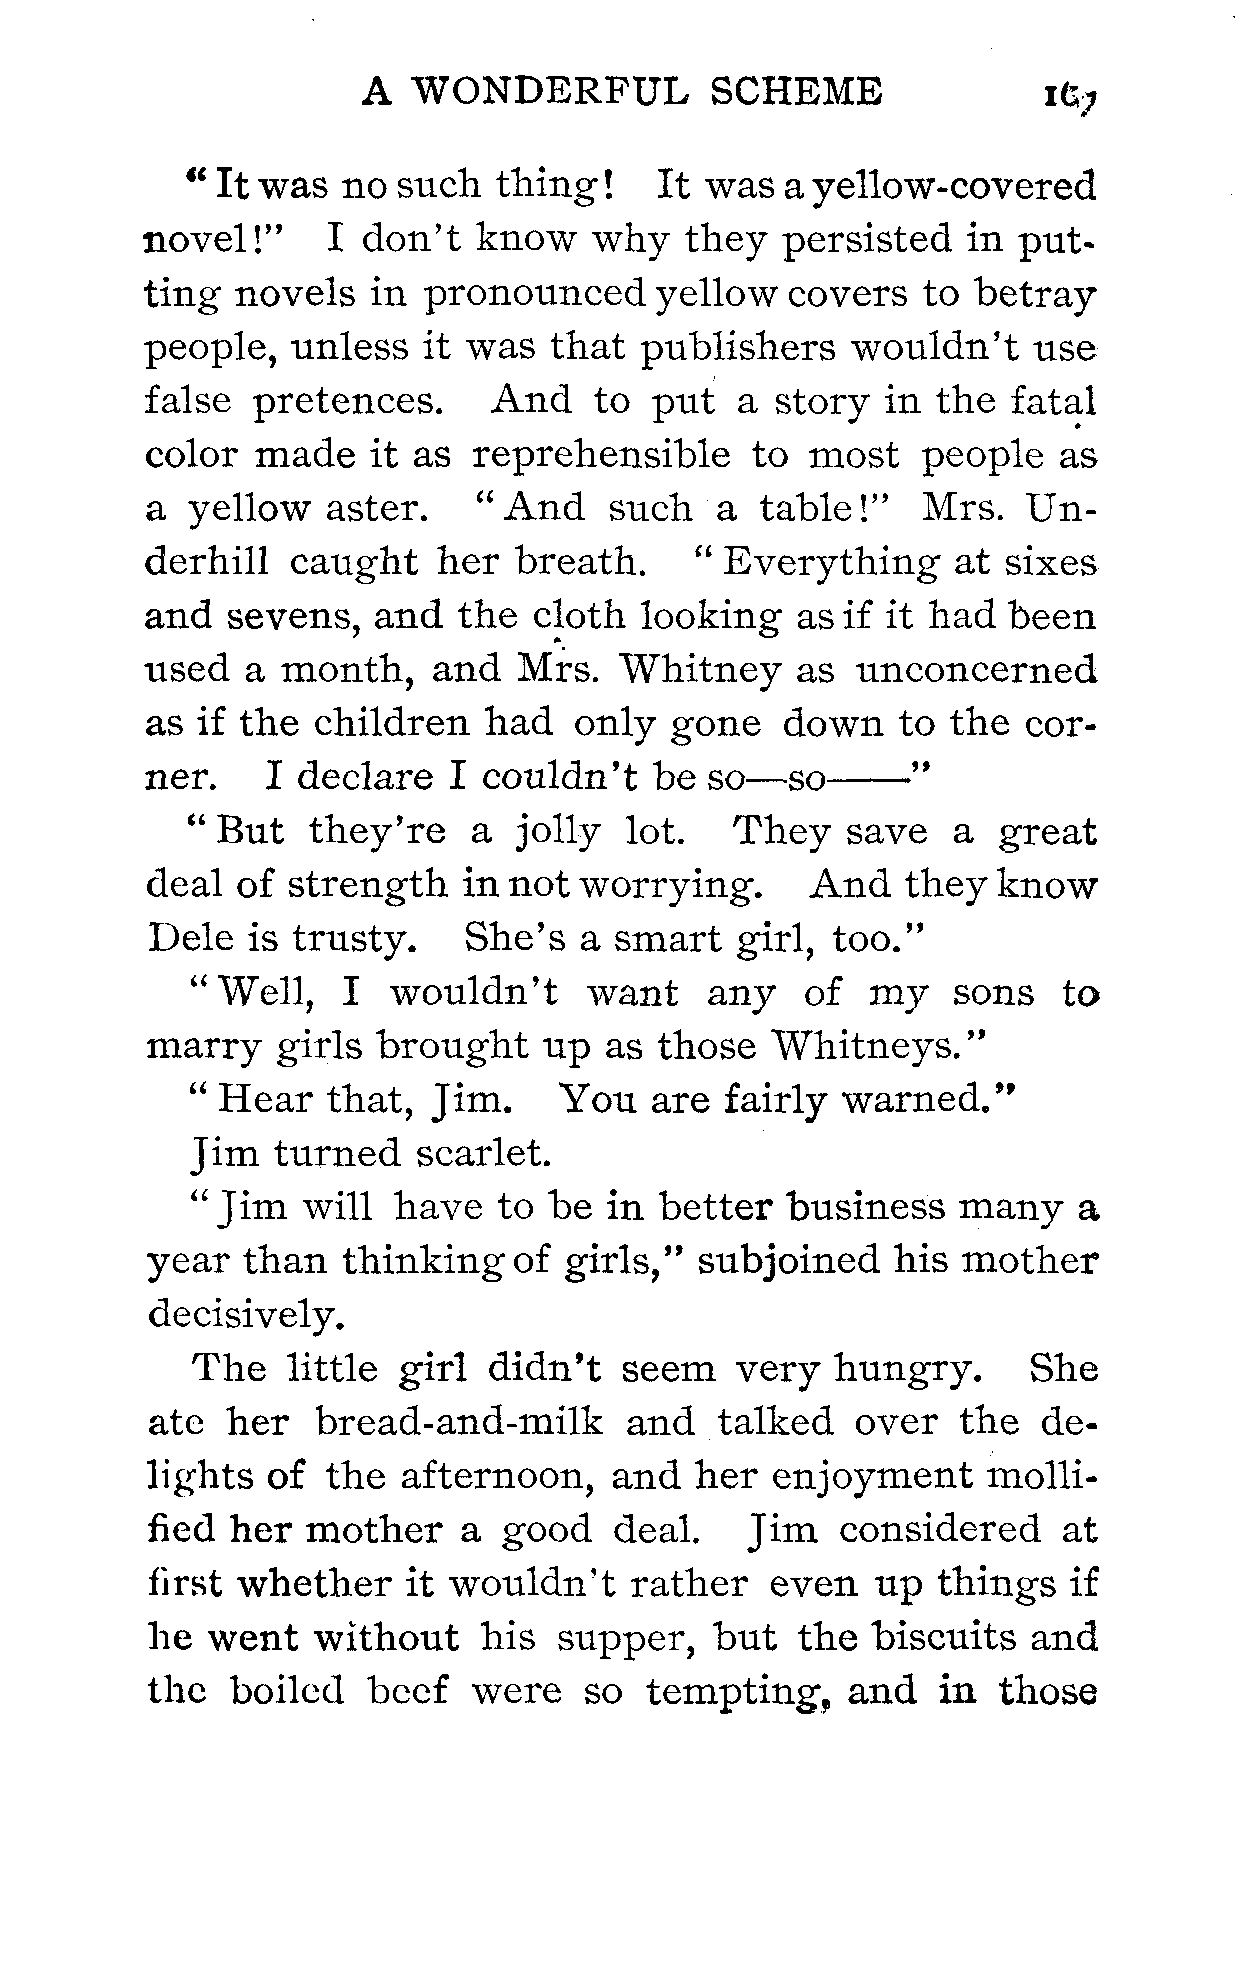 A WONDERFUL SCHEME 167
"It was no such thing! It was a yellow-covered
novel!" I don't know why they persisted in put-
ting novels in pronounced yellow covers to betray
people, unless it was that publishers wouldn't use
false pretences. And to put a story in the fatal
color made it as reprehensible to most people as
a yellow aster. "And such a table!" Mrs. Un-
derhill caught her breath. "Everything at sixes
and sevens, and the cloth looking as if it had been
used a month, and Mrs. Whitney as unconcerned
as if the children had only gone down to the cor-
ner. I declare I couldn't be so—so——"
"But they're a jolly lot. They save a great
deal of strength in not worrying. And they know
Dele is trusty. She's a smart girl, too."
"Well, I wouldn't want any of my sons to
marry girls brought up as those Whitneys."
"Hear that, Jim. You are fairly warned."
Jim turned scarlet.
"Jim will have to be in better business many a
year than thinking of girls," subjoined his mother
decisively.
The little girl didn't seem very hungry. She
ate her bread-and-milk and talked over the de-
lights of the afternoon, and her enjoyment molli-
fied her mother a good deal. Jim considered at
first whether it wouldn't rather even up things if
he went without his supper, but the biscuits and
the boiled beef were so tempting, and in those